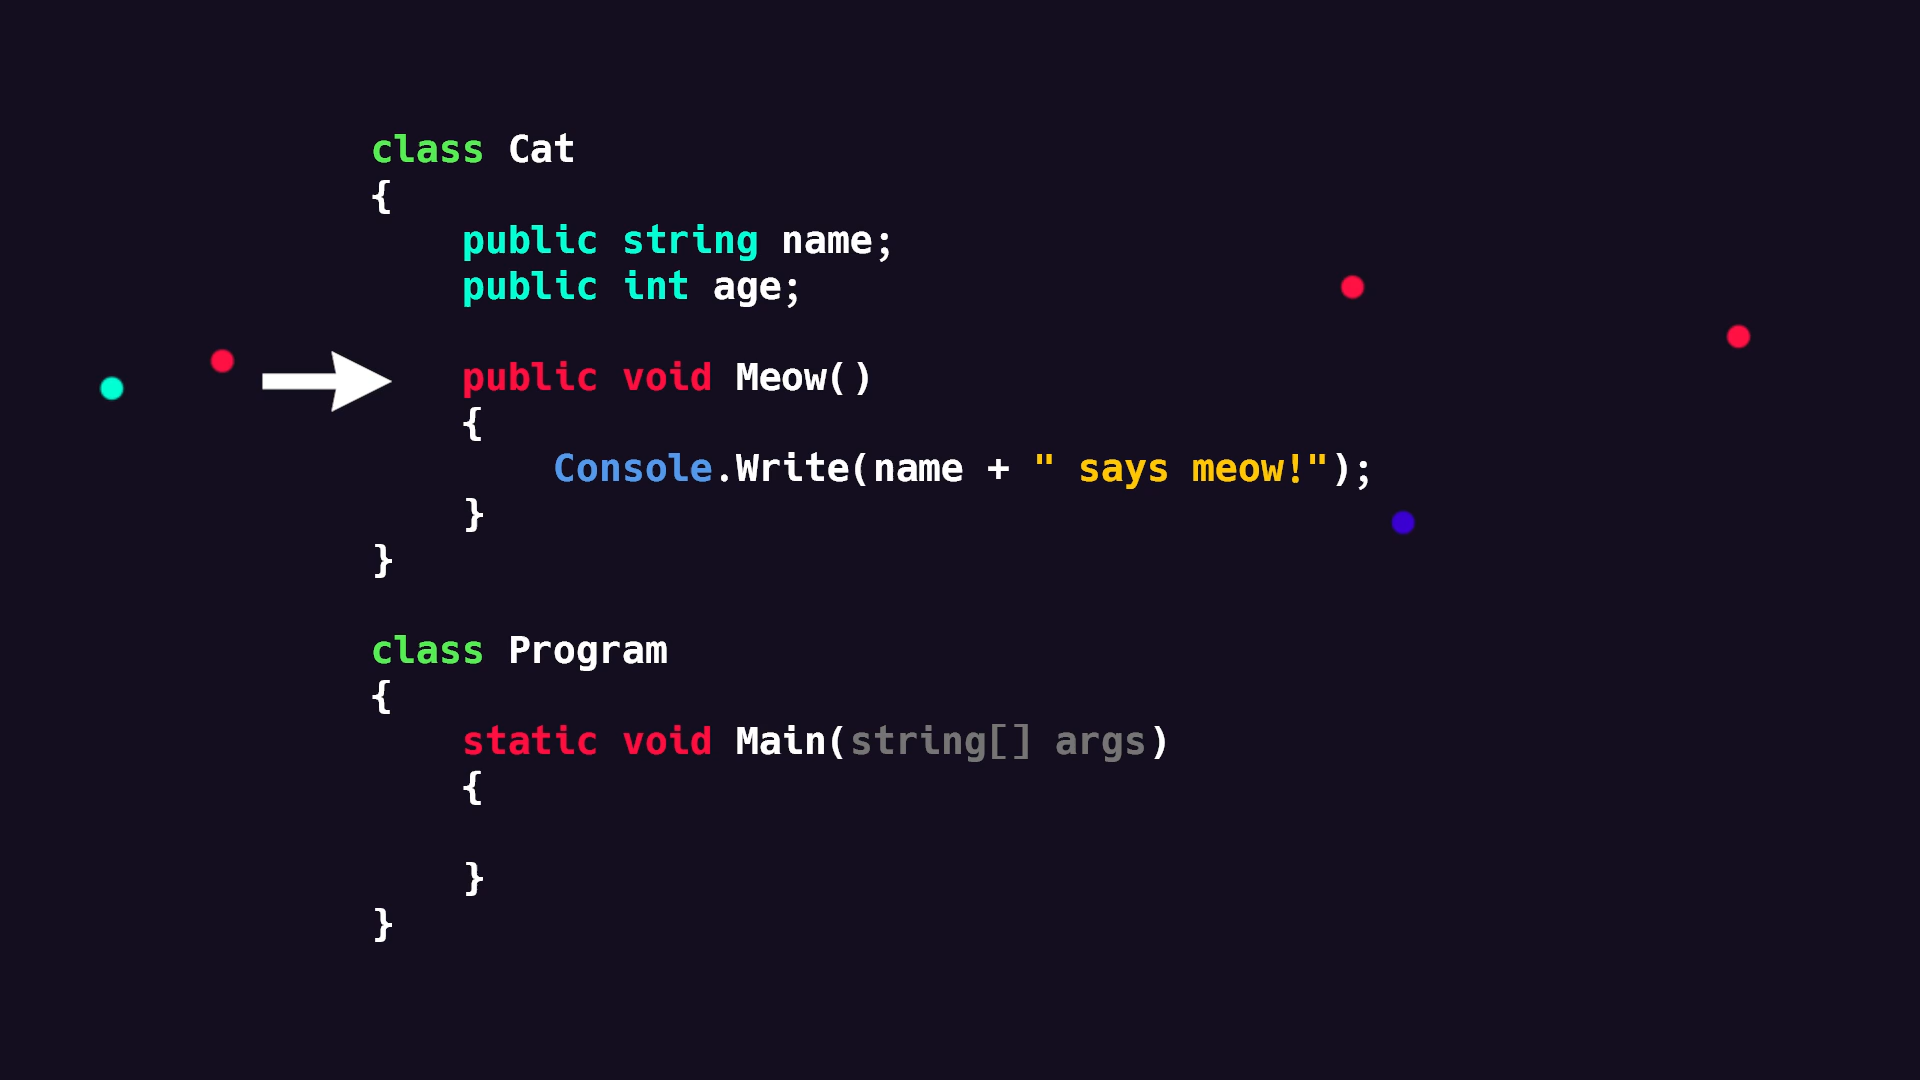 class Cat
{
    public string name;
    public int age;

    public void Meow()
    {
        Console.Write(name + " says meow!");
    }
}

class Program
{
    static void Main(string[] args)
    {

    }
}